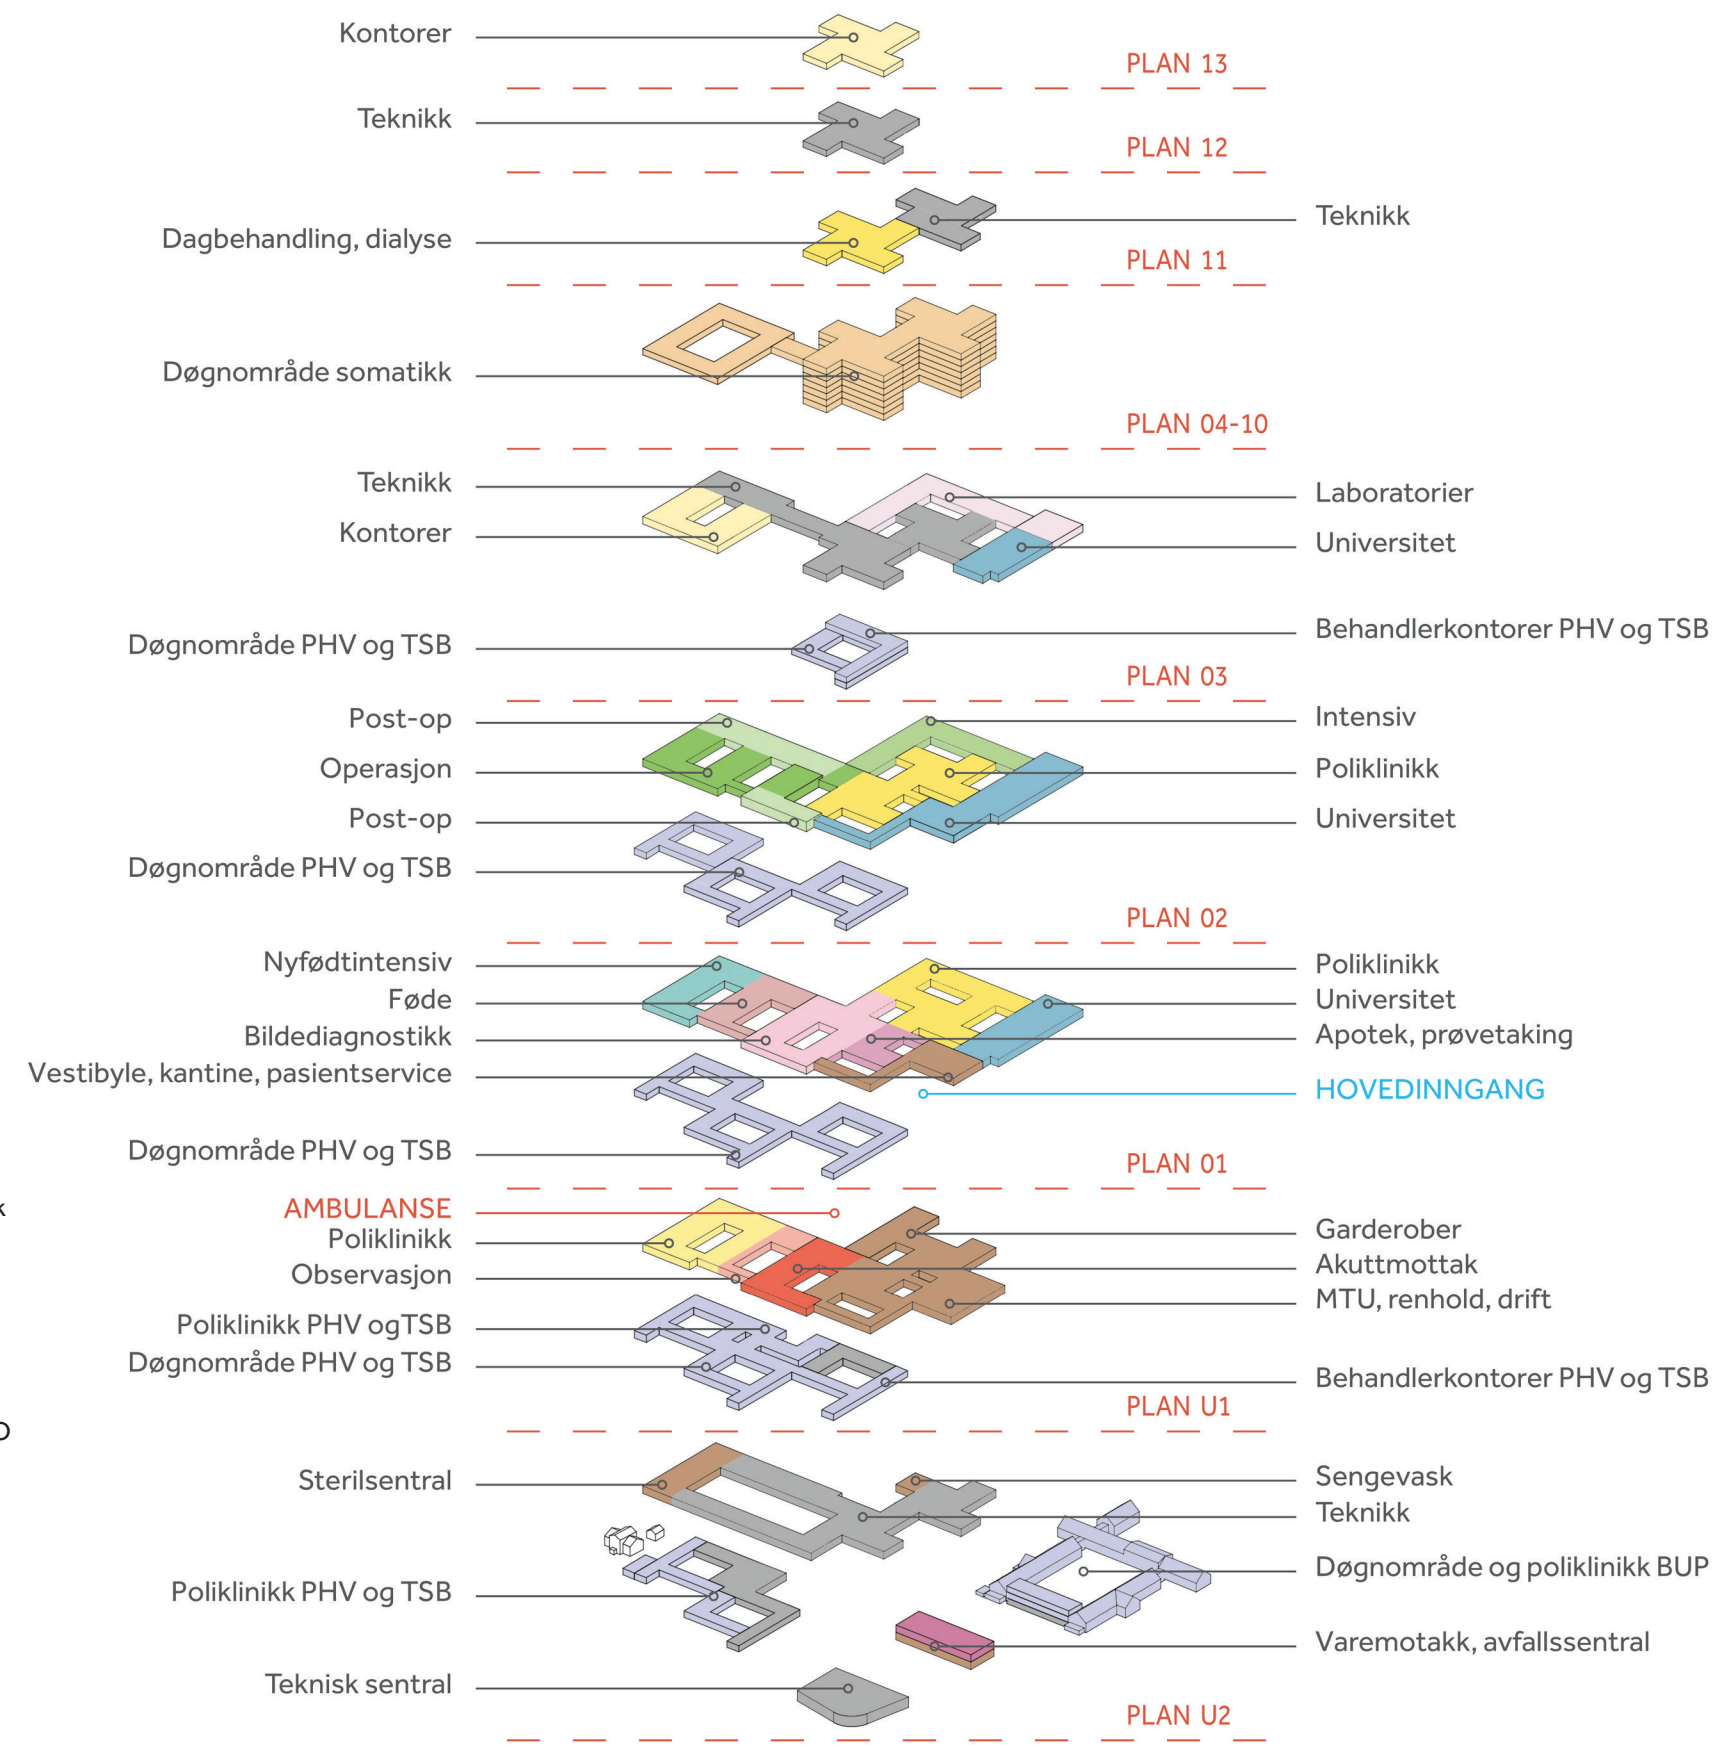 Kontorer
PLAN 13
Teknikk
PLAN 12
Teknikk
Dagbehandling, dialyse
PLAN 11
Døgnområde somatikk
PLAN 04-10
Teknikk
Laboratorier
Kontorer
Universitet
Døgnområde PHV og TSB
Behandlerkontorer PHV og TSB
PLAN 03
Post-op
Intensiv
Operasjon
Poliklinikk
Post-op
Universitet
Døgnområde PHV og TSB
PLAN 02
Nyfødtintensiv
Poliklinikk
Føde
Universitet
Bildediagnostikk
Apotek, prøvetaking
Vestibyle, kantine, pasientservice
HOVEDINNGANG
Døgnområde PHV og TSB
PLAN 01
AMBULANSE
Poliklinikk
Garderober
Observasjon
Akuttmottak
MTU, renhold, drift
Poliklinikk PHV ogTSB
Døgnområde PHV og TSB
Behandlerkontorer PHV og TSB
PLAN U1
Sterilsentral
Sengevask
Teknikk
Døgnområde og poliklinikk BUP
Poliklinikk PHV og TSB
Varemotakk, avfallssentral
Teknisk sentral
PLAN U2